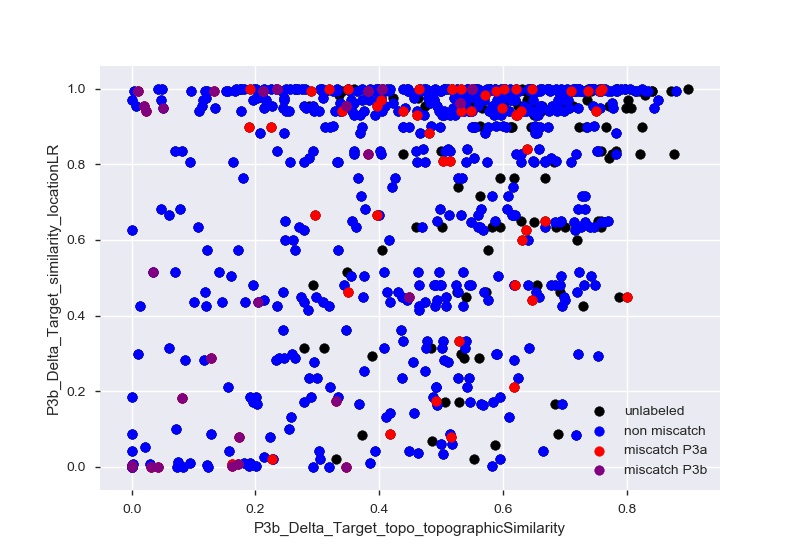 1.0
0.8
0.6
0.4
0.2
0.0
P3b_Delta_Target_similarity_locationLR
unlabeled
non miscatch
miscatch P3a
miscatch P3b
0.0 0.2 0.4 0.6 0.8
P3b_Delta_Target_topo_topographicSimilarity